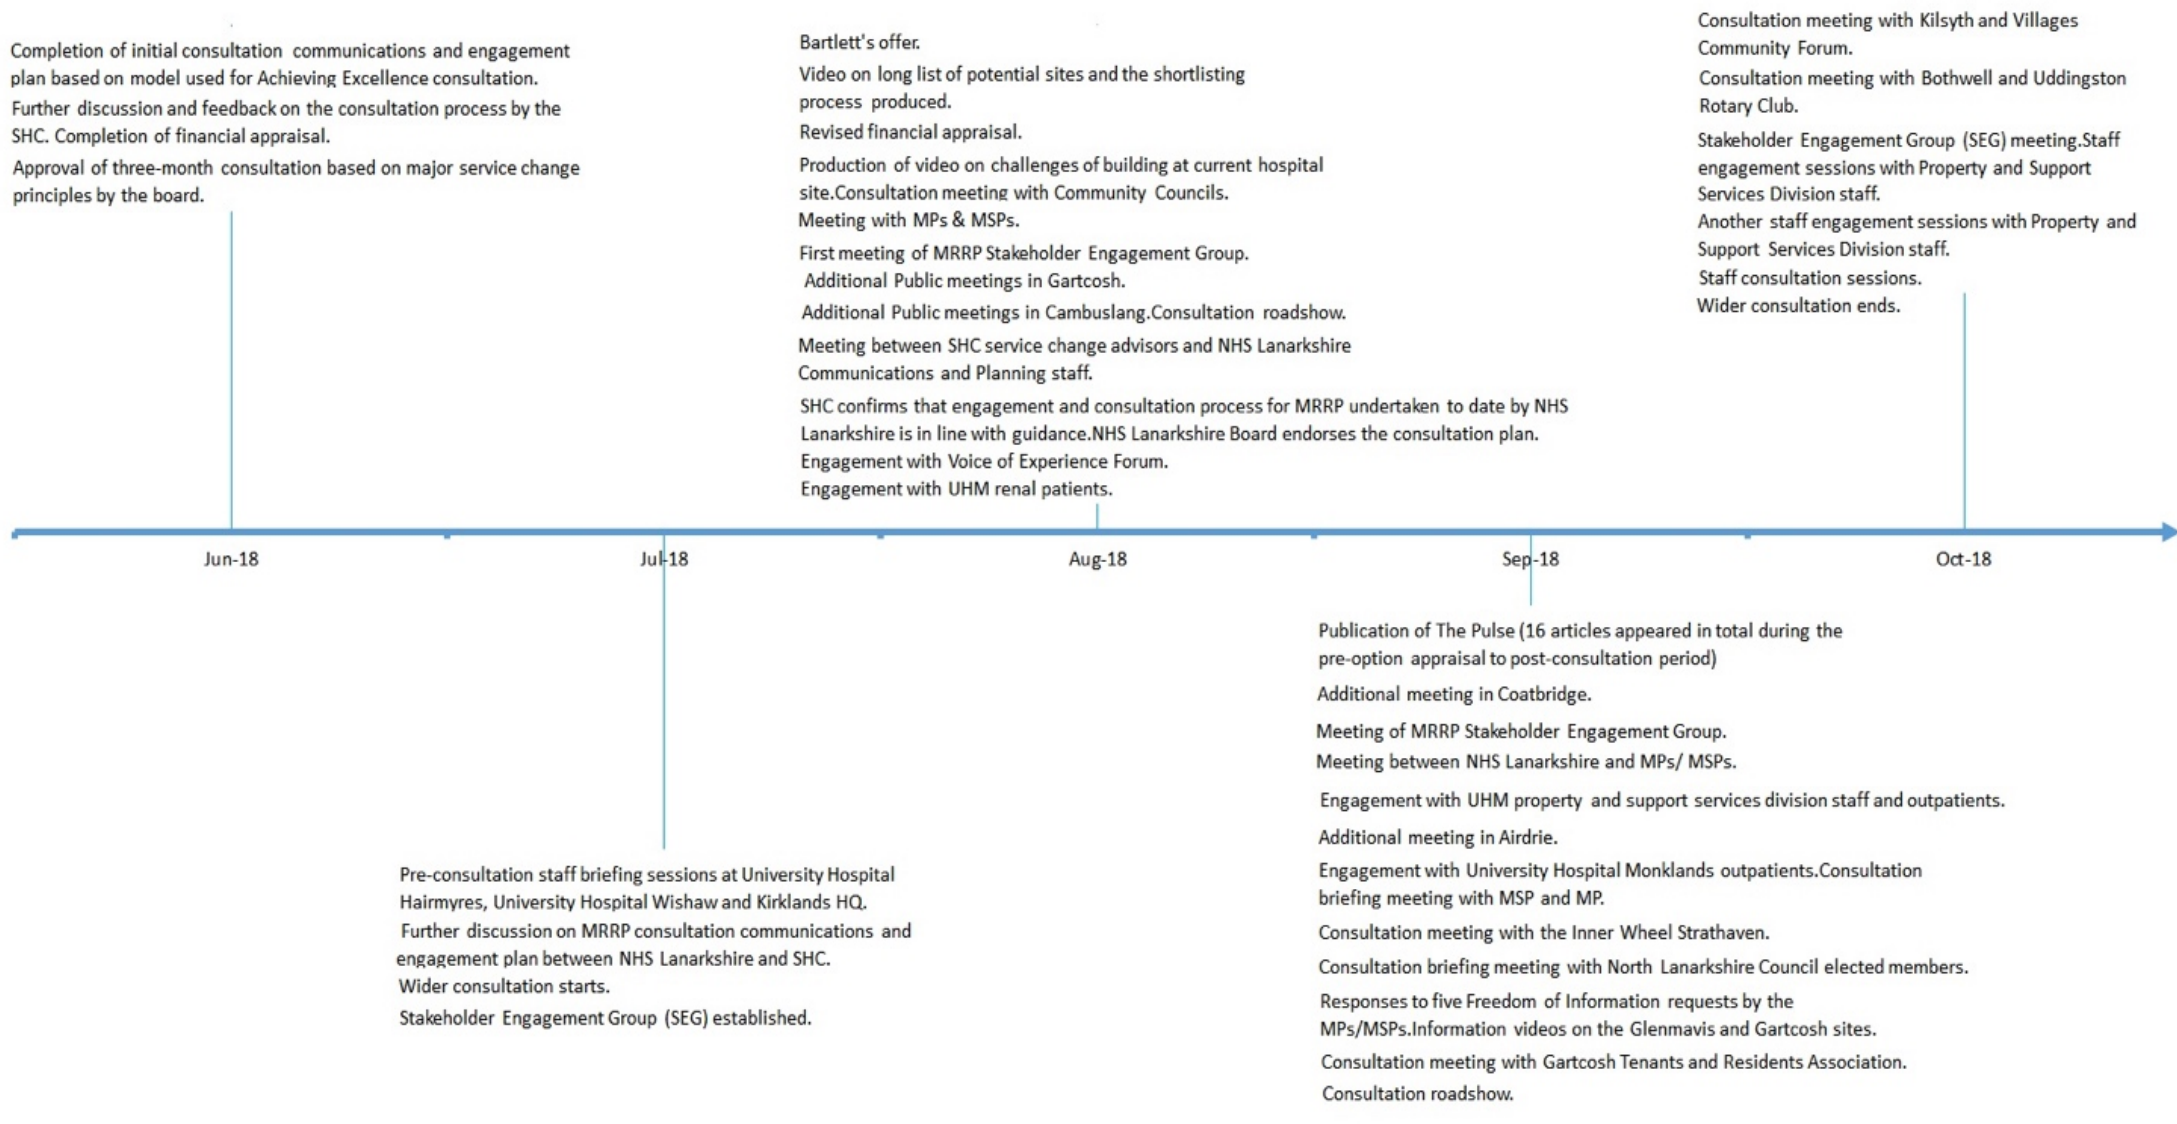 Completion of initial consultation communications and engagement
plan based on model used for Achieving Excellence consultation.
Further discussion and feedback on the consultation process by the
SHC. Completion of financial appraisal.
Approval of three-month consultation based on major service change
principles by the board.
Bartlett's offer.
Video on long list of potential sites and the shortlisting
process produced.
Revised financial appraisal.
Production of video on challenges of building at current hospital
site.Consultation meeting with Community Councils.
Meeting with MPs & MSPs.
First meeting of MRRP Stakeholder Engagement Group.
Additional Public meetings in Gartcosh.
Additional Public meetings in Cambuslang.Consultation roadshow.
Meeting between SHC service change advisors and NHS Lanarkshire
Communications and Planning staff.
SHC confirms that engagement and consultation process for MRRP undertaken to date by NHS
Lanarkshire is in line with guidance.NHS Lanarkshire Board endorses the consultation plan.
Engagement with Voice of Experience Forum.
Engagement with UHM renal patients.
Consultation meeting with Kilsyth and Villages
Community Forum.
Consultation meeting with Bothwell and Uddingston
Rotary Club.
Stakeholder Engagement Group (SEG) meeting.Staff
engagement sessions with Property and Support
Services Division staff.
Another staff engagement sessions with Property and
Support Services Division staff.
Staff consultation sessions.
Wider consultation ends.
Jun-18
Jul-18
Aug-18
Sep-18
Oct-18
Pre-consultation staff briefing sessions at University Hospital
Hairmyres, University Hospital Wishaw and Kirklands HQ.
Further discussion on MRRP consultation communications and
engagement plan between NHS Lanarkshire and SHC.
Wider consultation starts.
Stakeholder Engagement Group (SEG) established.
Publication of The Pulse (16 articles appeared in total during the
pre-option appraisal to post-consultation period)
Additional meeting in Coatbridge.
Meeting of MRRP Stakeholder Engagement Group.
Meeting between NHS Lanarkshire and MPs/ MSPs.
Engagement with UHM property and support services division staff and outpatients.
Additional meeting in Airdrie.
Engagement with University Hospital Monklands outpatients.Consultation
briefing meeting with MSP and MP.
Consultation meeting with the Inner Wheel Strathaven.
Consultation briefing meeting with North Lanarkshire Council elected members.
Responses to five Freedom of Information requests by the
MPs/MSPs.Information videos on the Glenmavis and Gartcosh sites.
Consultation meeting with Gartcosh Tenants and Residents Association.
Consultation roadshow.